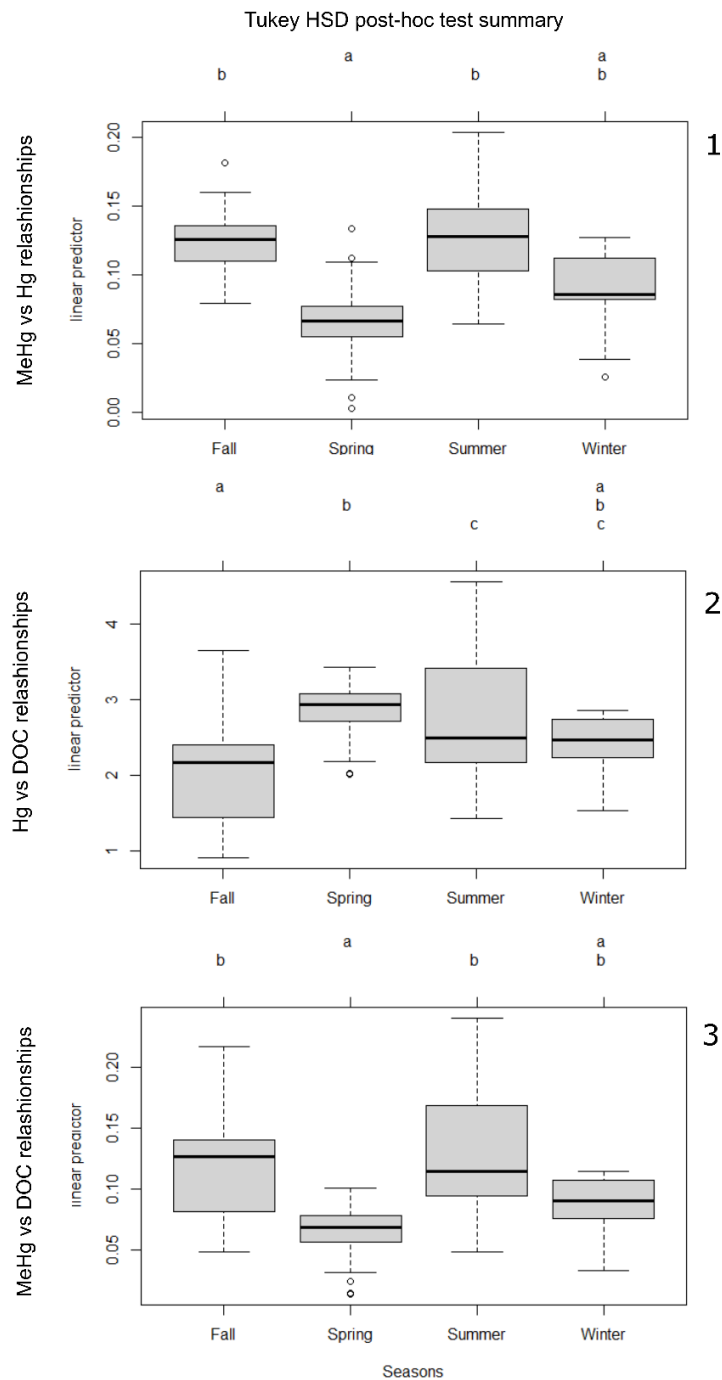 Tukey HSD post-hoc test summary
a
a
b
b
b
MeHg vs Hg relashionships
linear predictor
0.20
0.15
0.10
0.05
0.00
1
Fall
Spring
Summer
Winter
a
a
b
b
c
c
Hg vs DOC relashionships
linear predictor
4
3
2
1
2
Fall
Spring
Summer
Winter
a
a
b
b
b
MeHg vs DOC relashionships
linear predictor
0.20
0.15
0.10
0.05
3
Fall
Spring
Summer
Winter
Seasons